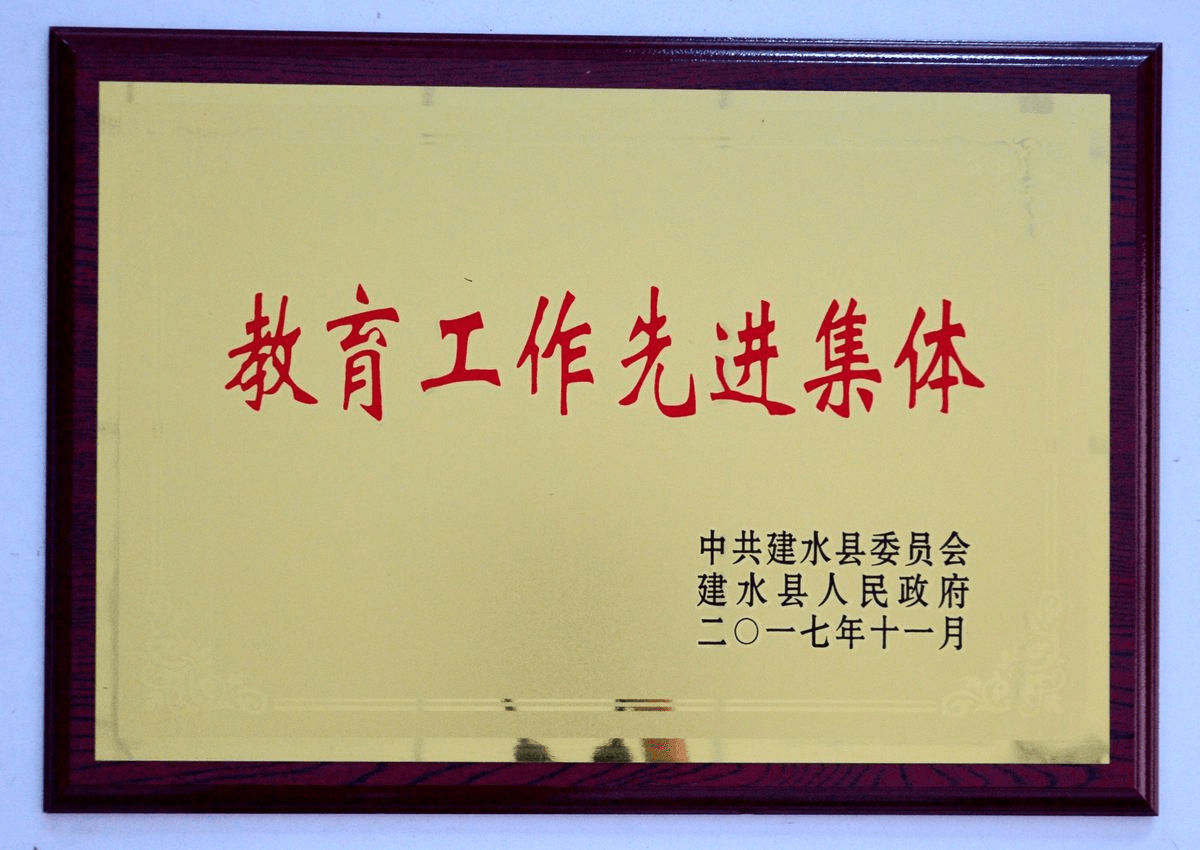 教育工作先进集体
中共建水县委员会
建水县人民政府
二〇一七年十一月